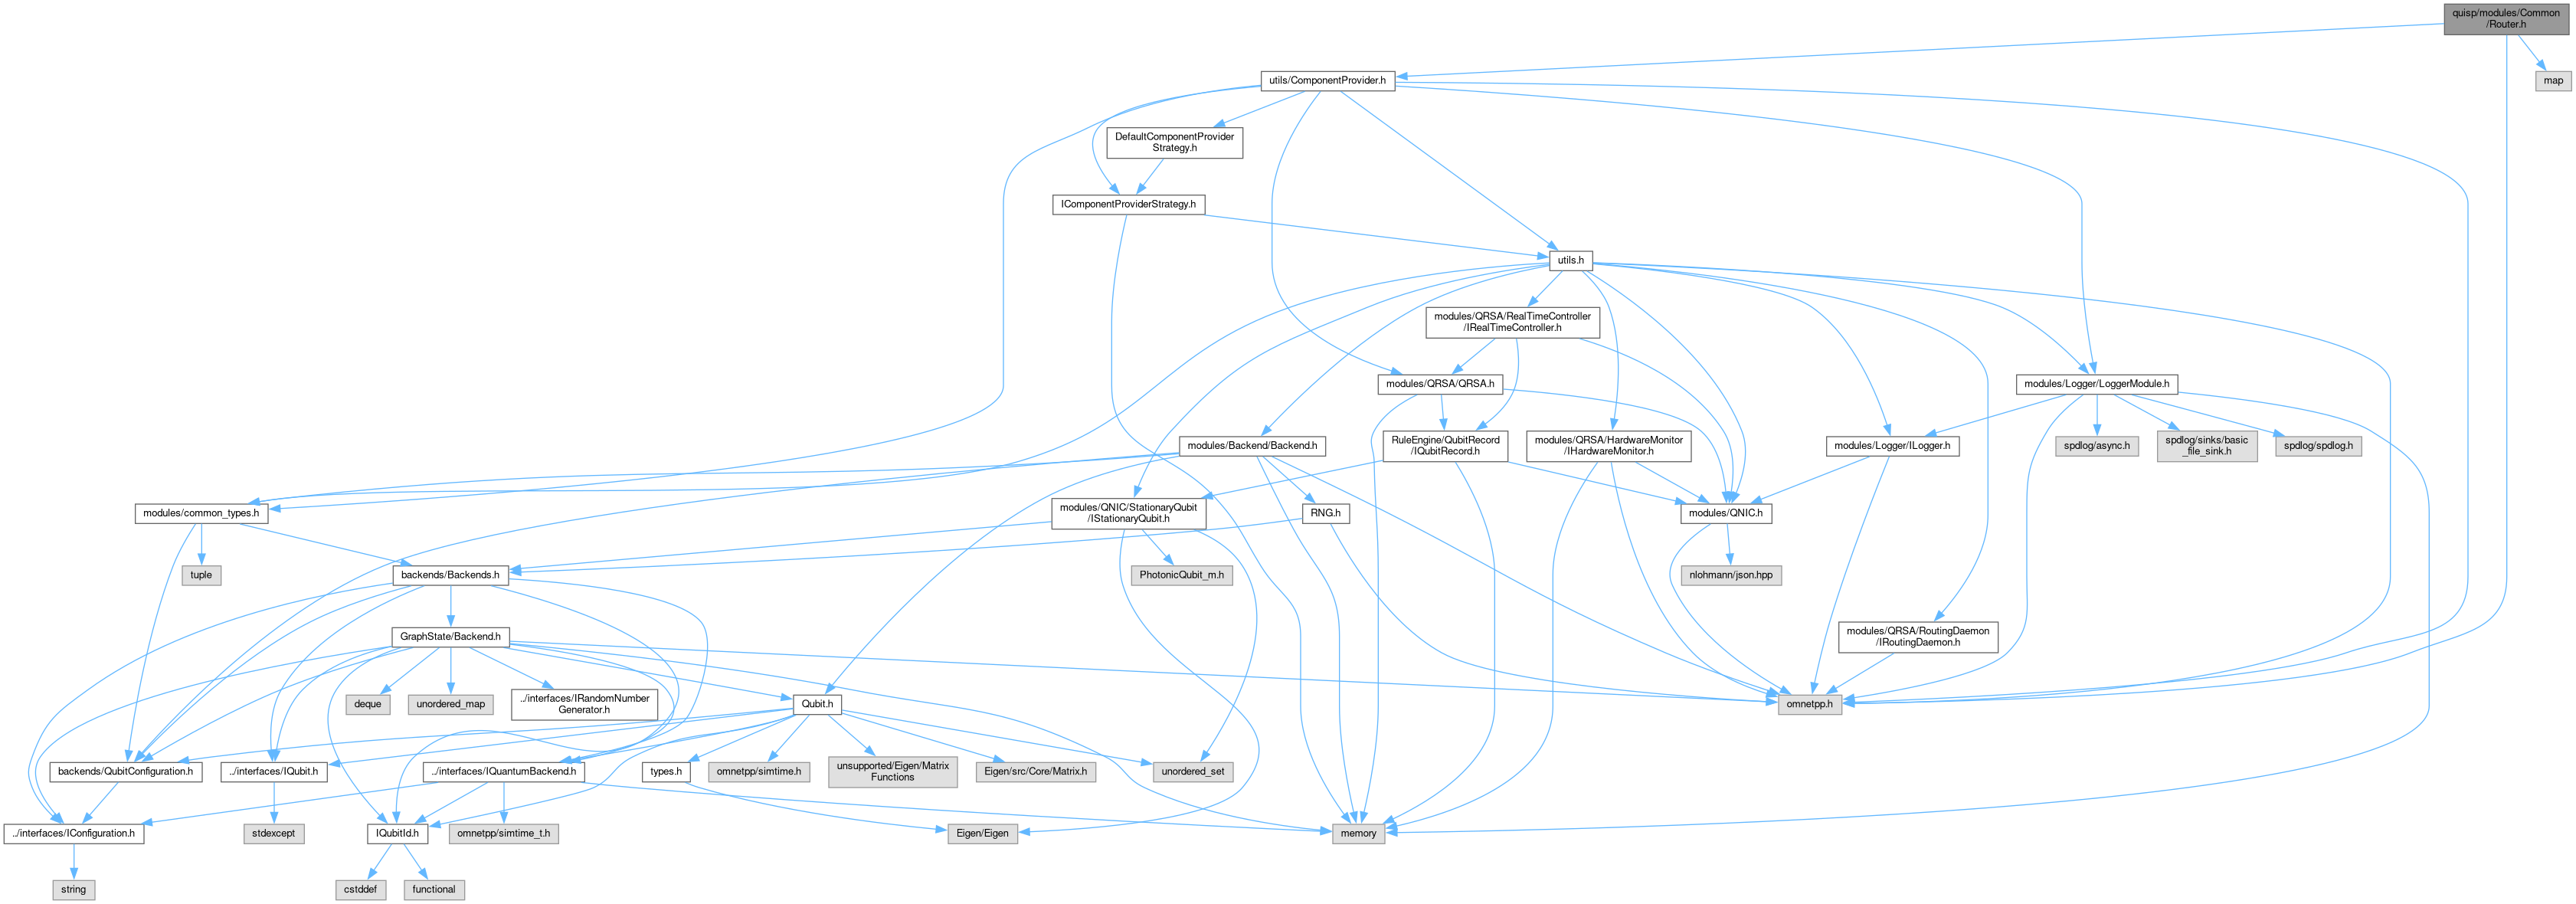 quisp/modules/Common
/Router.h
utils/ComponentProvider.h
map
DefaultComponentProvider
Strategy.h
IComponentProviderStrategy.h
utils.h
modules/QRSA/RealTimeController
/IRealTimeController.h
modules/QRSA/QRSA.h
modules/Logger/LoggerModule.h
modules/Backend/Backend.h
RuleEngine/QubitRecord
/IQubitRecord.h
modules/QRSA/HardwareMonitor
/IHardwareMonitor.h
modules/Logger/ILogger.h
spdlog/async.h
spdlog/sinks/basic
_file_sink.h
spdlog/spdlog.h
modules/common_types.h
modules/QNIC/StationaryQubit
/IStationaryQubit.h
RNG.h
modules/QNIC.h
tuple
backends/Backends.h
PhotonicQubit_m.h
nlohmann/json.hpp
GraphState/Backend.h
modules/QRSA/RoutingDaemon
/IRoutingDaemon.h
deque
unordered_map
../interfaces/IRandomNumber
Generator.h
Qubit.h
omnetpp.h
backends/QubitConfiguration.h
../interfaces/IQubit.h
../interfaces/IQuantumBackend.h
types.h
omnetpp/simtime.h
unsupported/Eigen/Matrix
Functions
Eigen/src/Core/Matrix.h
unordered_set
../interfaces/IConfiguration.h
stdexcept
IQubitId.h
omnetpp/simtime_t.h
Eigen/Eigen
memory
string
cstddef
functional